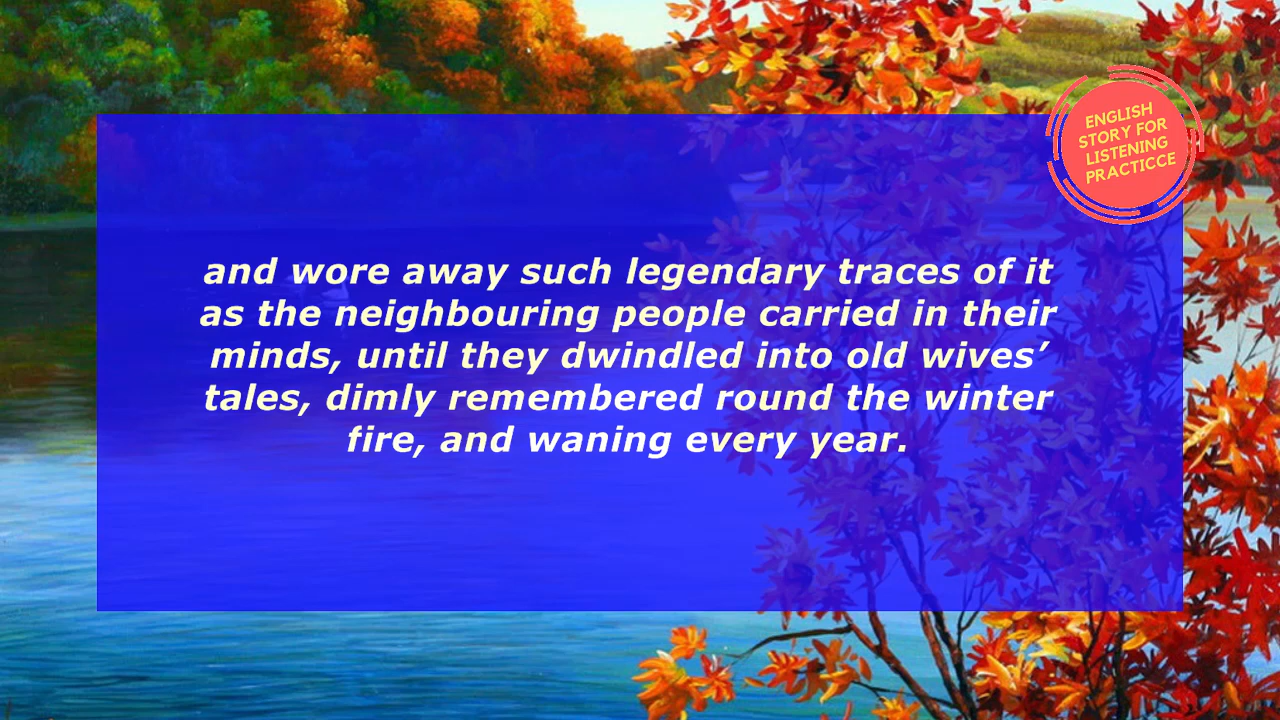 ENGLISH
STORY FOR
LISTENING
PRACTICCE
and wore away such legendary traces of it
as the neighbouring people carried in their
minds, until they dwindled into old wives’
tales, dimly remembered round the winter
fire, and waning every year.